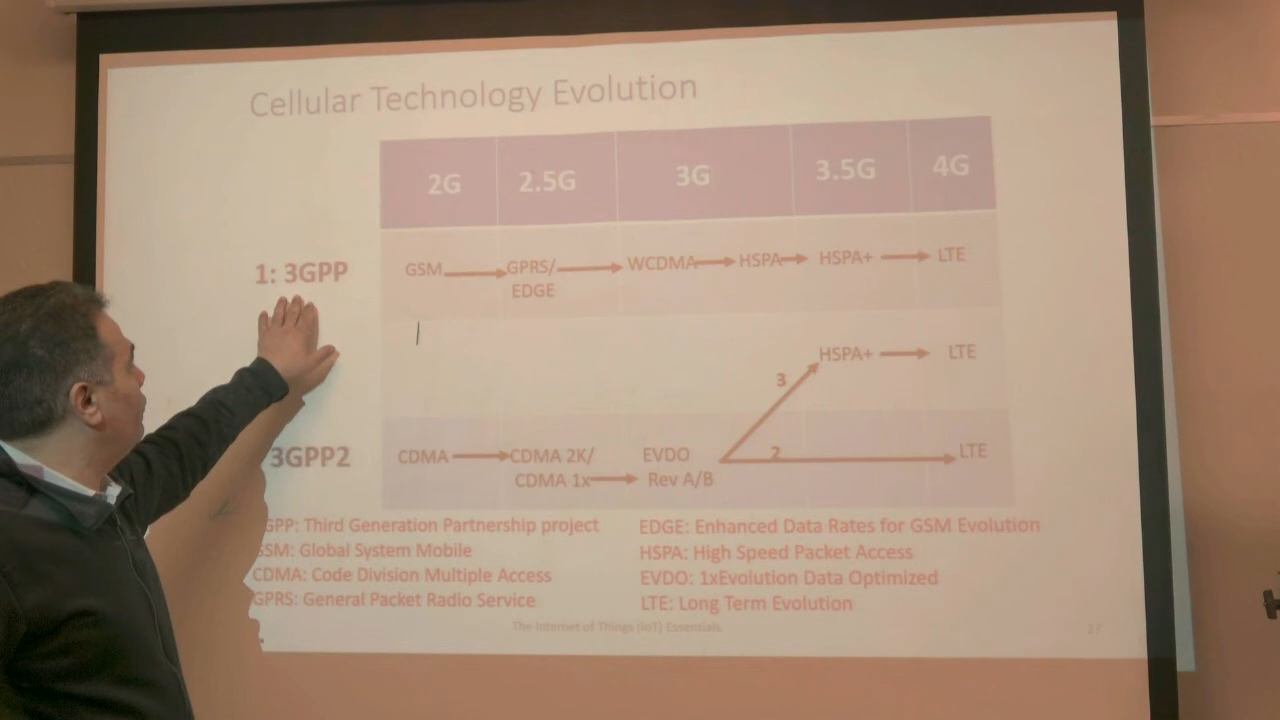 Cellular Technology Evolution
2G 2.5G 3G 3.5G 4G
1: 3GPP GSM GPRS/ WCDMA HSPA HSPA+ LTE
EDGE
HSPA+ LTE
3
3GPP2 CDMA CDMA 2K/ EVDO 2 LTE
CDMA 1x Rev A/B
GPP: Third Generation Partnership project EDGE: Enhanced Data Rates for GSM Evolution
GSM: Global System Mobile HSPA: High Speed Packet Access
CDMA: Code Division Multiple Access EVDO: 1xEvolution Data Optimized
GPRS: General Packet Radio Service LTE: Long Term Evolution
The Internet of Things (IoT) Essentials 27